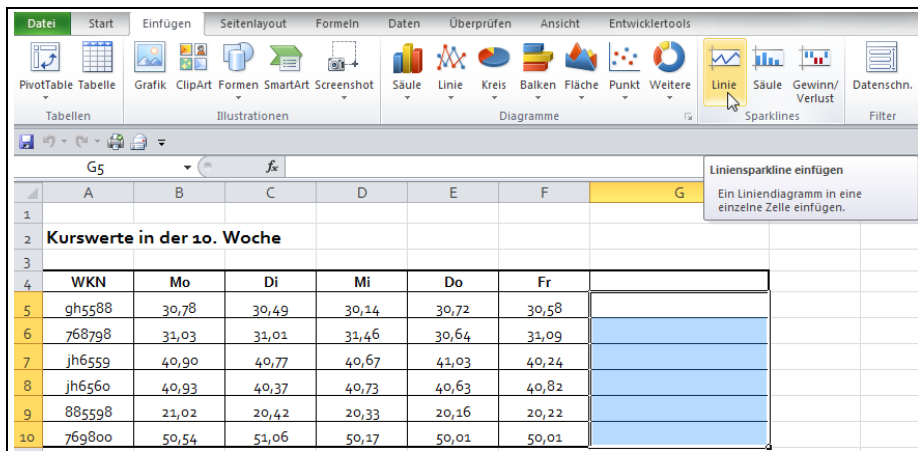 Datei Start Einfügen Seitenlayout Formeln Daten Überprüfen Ansicht Entwicklertools
PivotTable Tabelle Grafik ClipArt Formen SmartArt Screenshot Säule Linie Kreis Balken Fläche Punkt Weitere Linie Säule Gewinn/ Datenschn.
Verlust
Tabellen Illustrationen Diagramme Sparklines Filter
G5 fx
Liniensparkline einfügen
Ein Liniendiagramm in eine
einzelne Zelle einfügen.
A B C D E F G
1
2 Kurswerte in der 10. Woche
3
4 WKN Mo Di Mi Do Fr
5 gh5588 30,78 30,49 30,14 30,72 30,58
6 768798 31,03 31,01 31,46 30,64 31,09
7 jh6559 40,90 40,77 40,67 41,03 40,24
8 jh6560 40,93 40,37 40,73 40,63 40,82
9 885598 21,02 20,42 20,33 20,16 20,22
10 769800 50,54 51,06 50,17 50,01 50,01